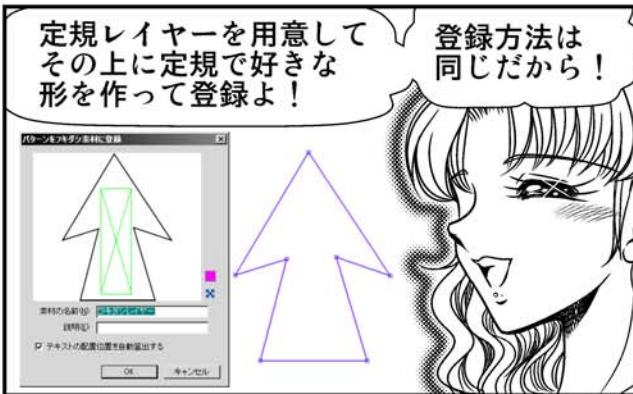 登録方法は
同じだから！
定規レイヤーを用意して
その上に定規で好きな
形を作って登録よ！
パターンをフキダシ素材に登録
素材の名前(N)
説明(E)
テキストの配置位置を自動算出する
OK
キャンセル